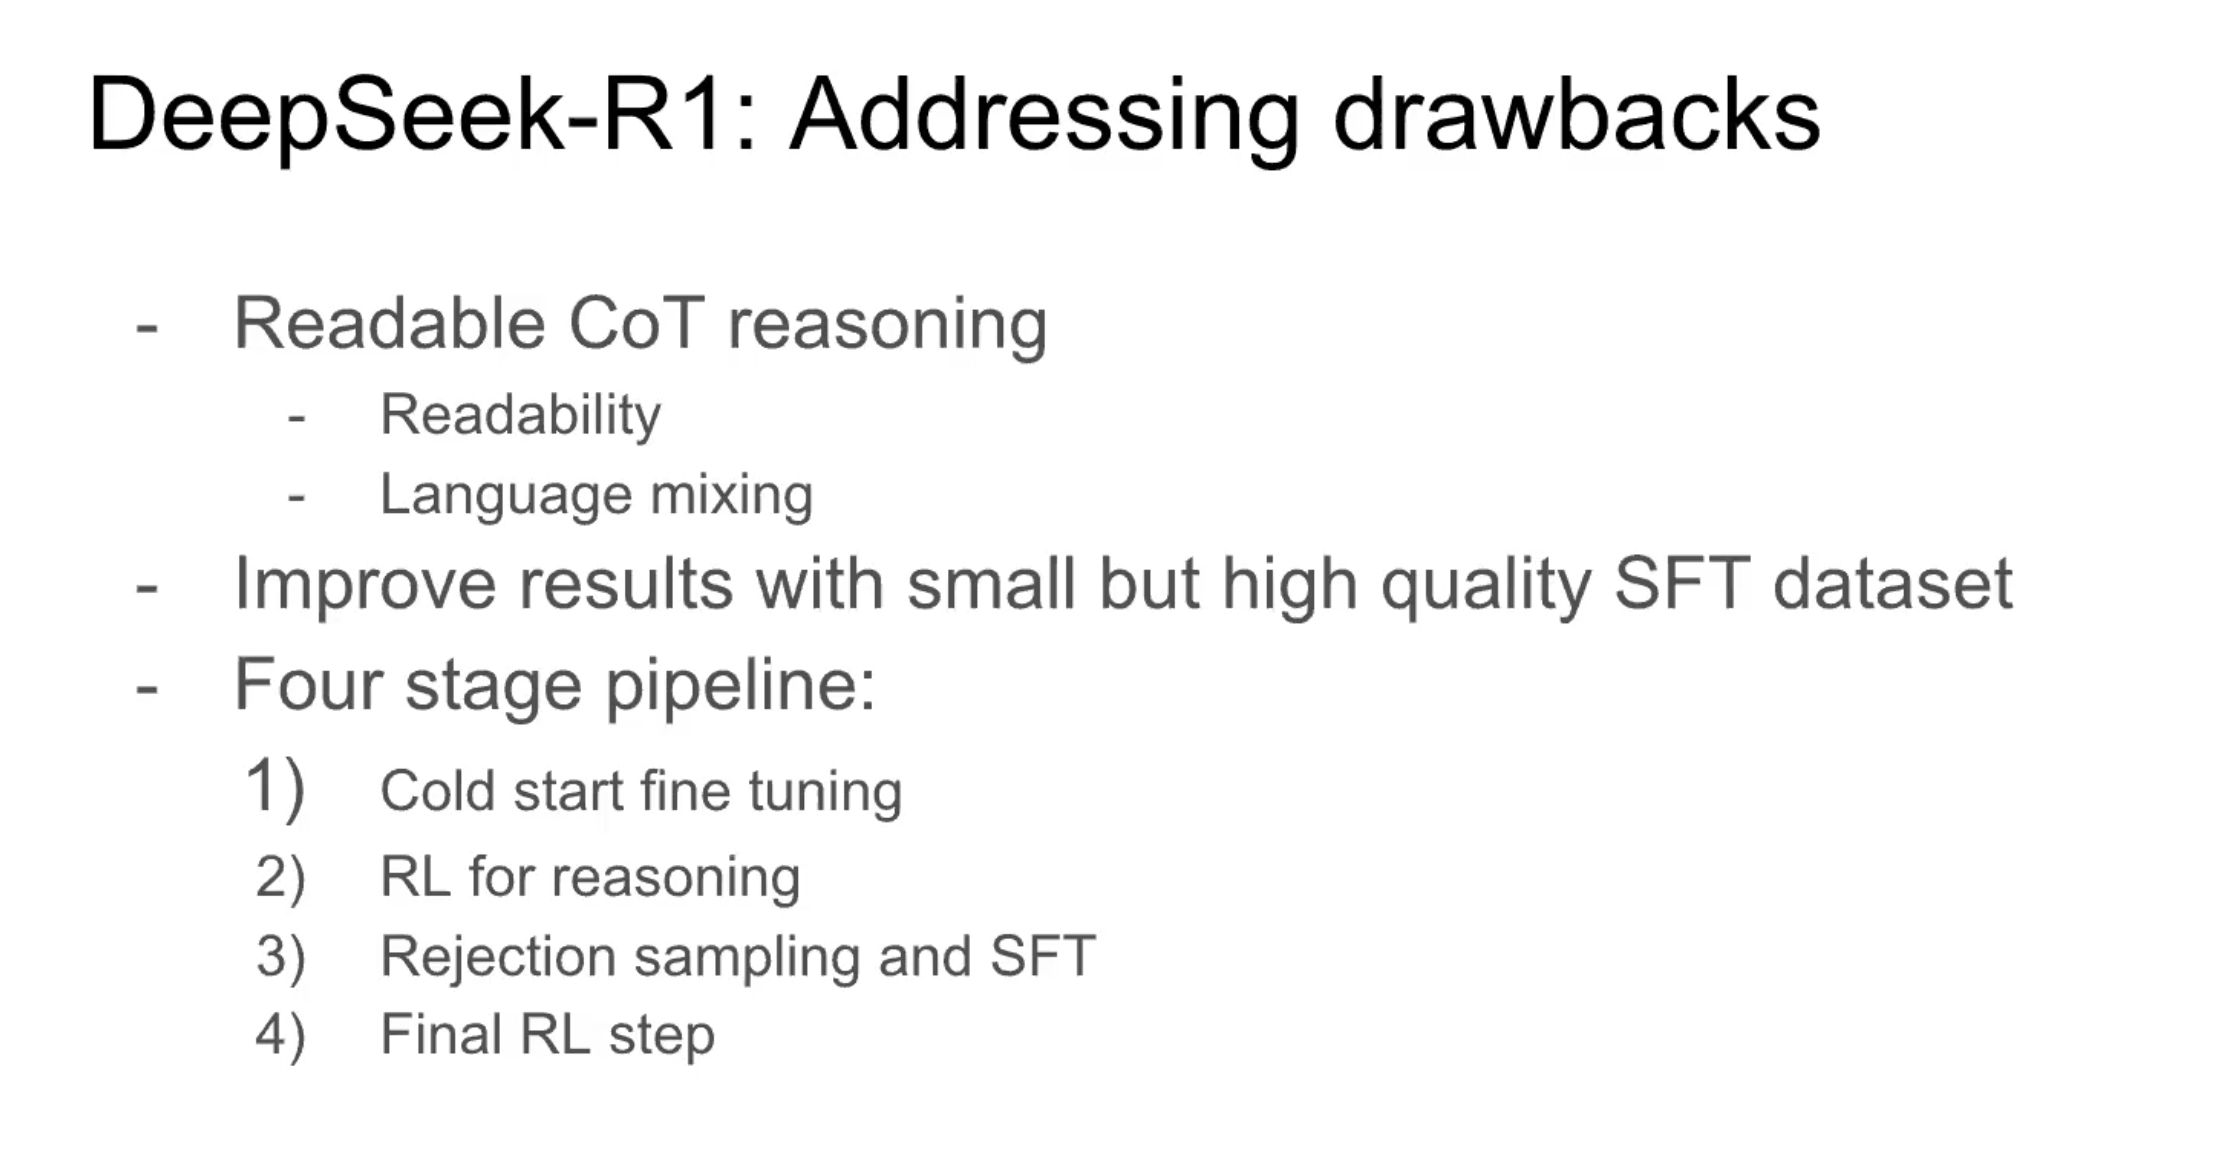 DeepSeek-R1: Addressing drawbacks
- Readable CoT reasoning
- Readability
- Language mixing
- Improve results with small but high quality SFT dataset
- Four stage pipeline:
1) Cold start fine tuning
2) RL for reasoning
3) Rejection sampling and SFT
4) Final RL step